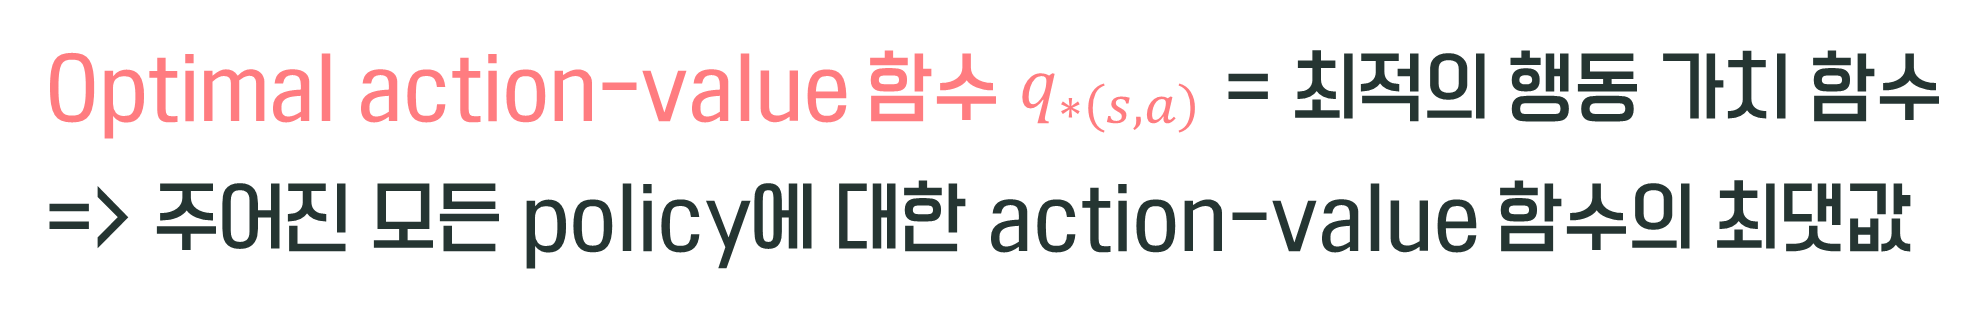 Optimal action-value 함수 q*(s,a) = 최적의 행동 가치 함수
=> 주어진 모든 policy에 대한 action-value 함수의 최댓값